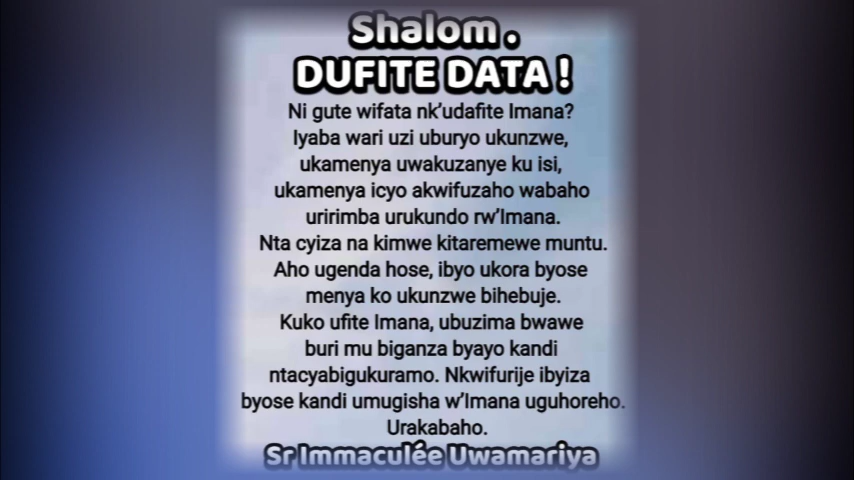 Shalom .
DUFITE DATA !
Ni gute wifata nk’udafite Imana?
Iyaba wari uzi uburyo ukunzwe,
ukamenya uwakuzanye ku isi,
ukamenya icyo akwifuzaho wabaho
uririmba urukundo rw’Imana.
Nta cyiza na kimwe kitaremewe muntu.
Aho ugenda hose, ibyo ukora byose
menya ko ukunzwe bihebuje.
Kuko ufite Imana, ubuzima bwawe
buri mu biganza byayo kandi
ntacyabigukuramo. Nkwifurije ibyiza
byose kandi umugisha w’Imana uguhoreho.
Urakabaho.
Sr Immaculée Uwamariya